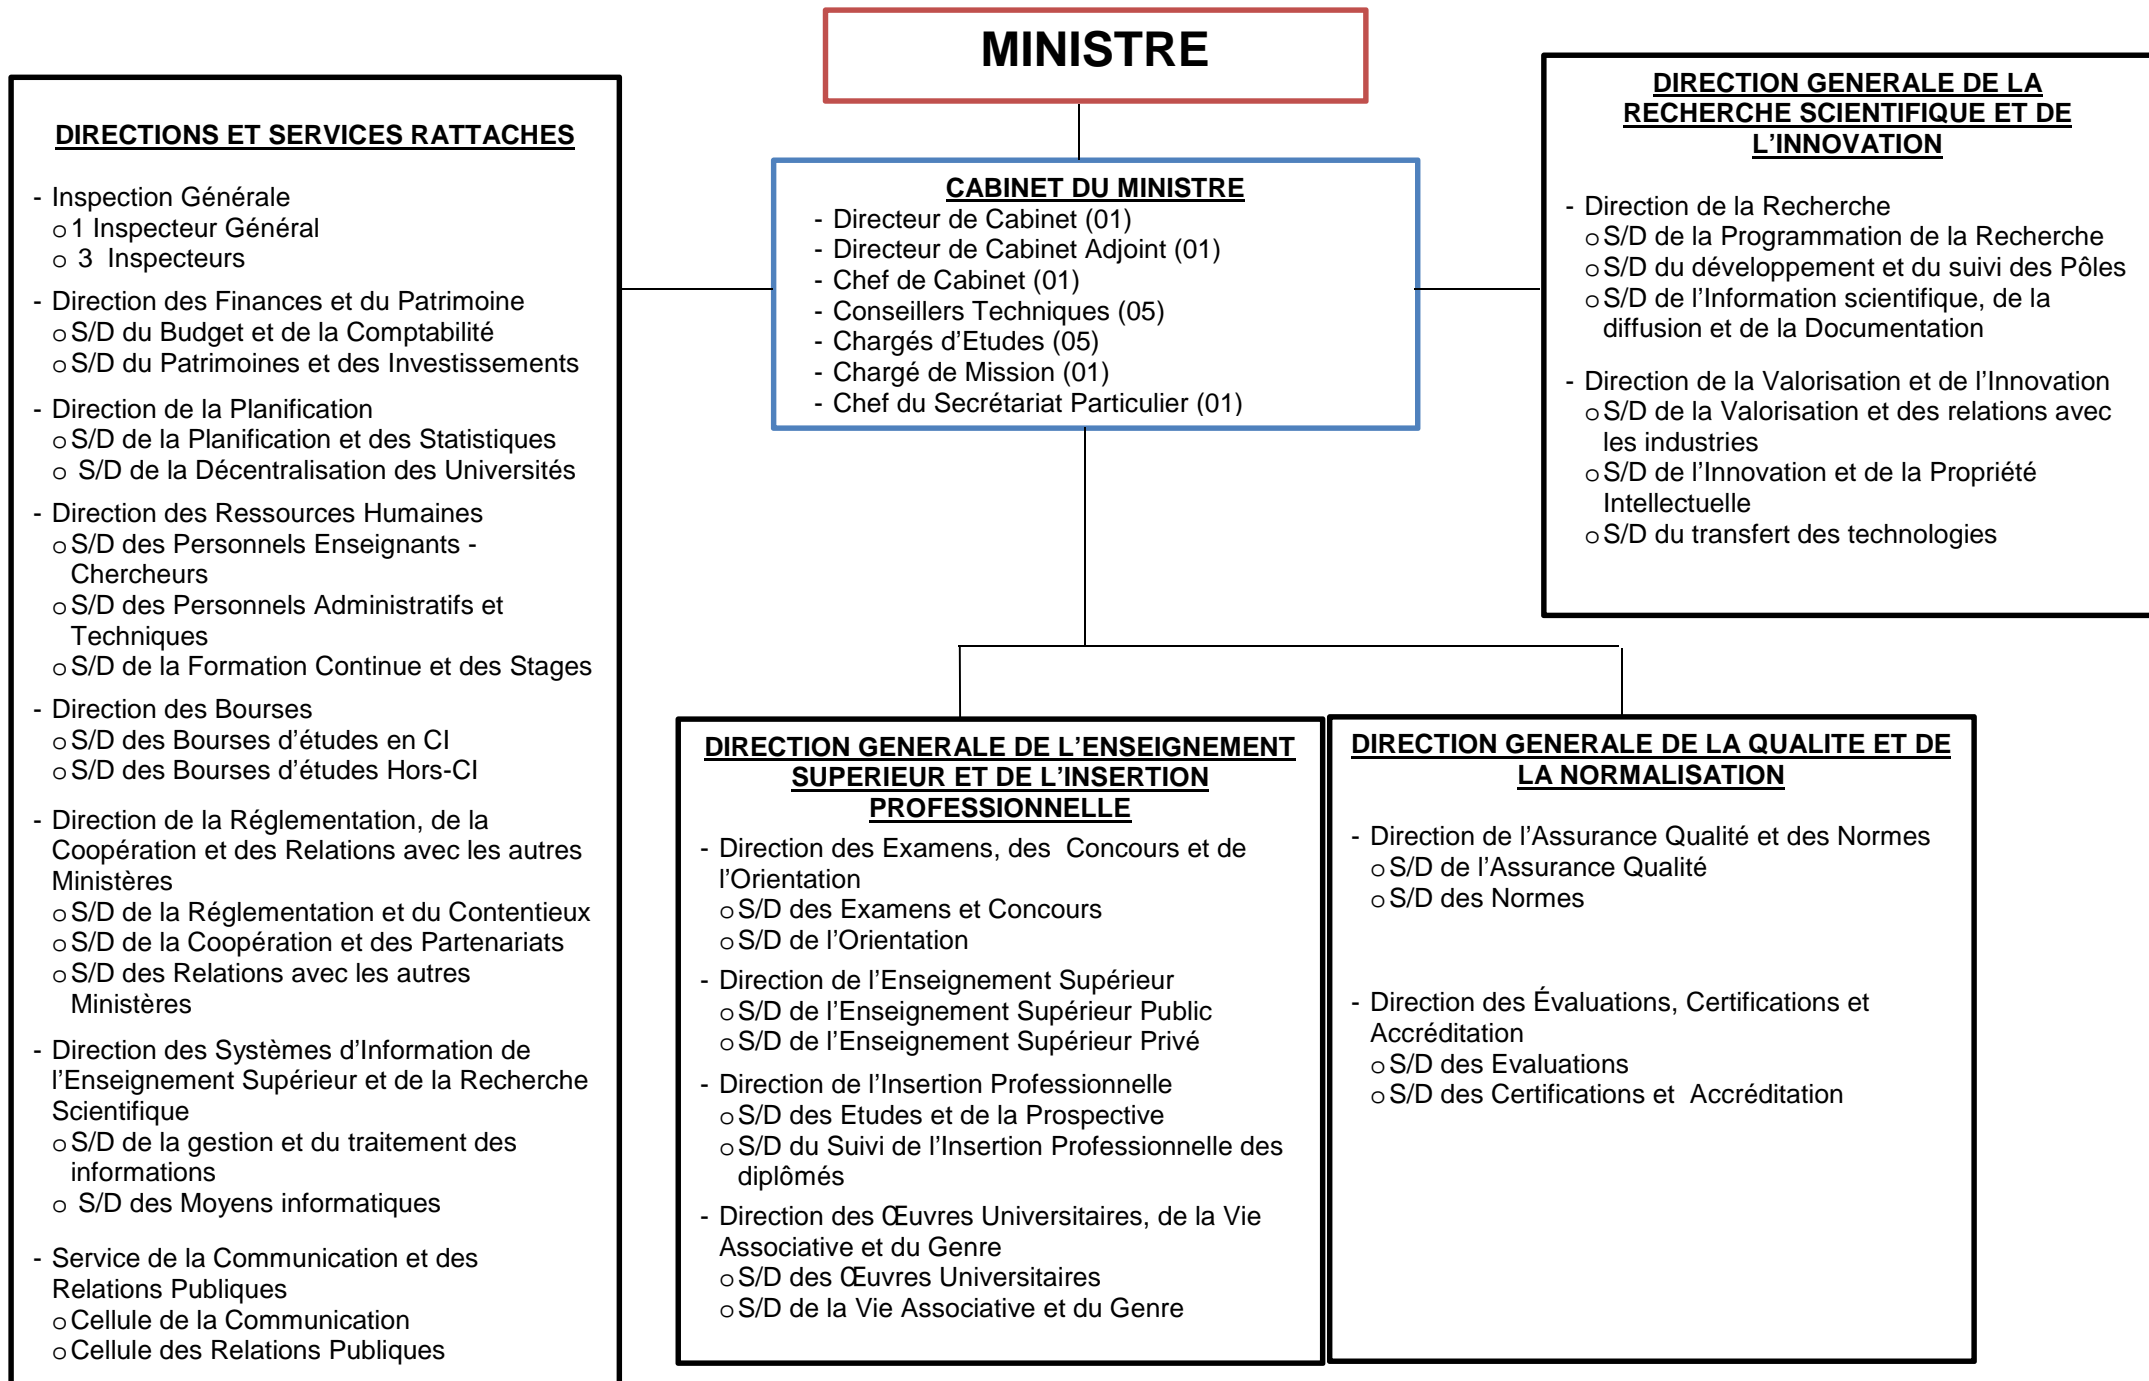 MINISTRE
DIRECTIONS ET SERVICES RATTACHES
- Inspection Générale
o 1 Inspecteur Général
o 3 Inspecteurs
- Direction des Finances et du Patrimoine
o S/D du Budget et de la Comptabilité
o S/D du Patrimoines et des Investissements
- Direction de la Planification
o S/D de la Planification et des Statistiques
o S/D de la Décentralisation des Universités
- Direction des Ressources Humaines
o S/D des Personnels Enseignants -
Chercheurs
o S/D des Personnels Administratifs et
Techniques
o S/D de la Formation Continue et des Stages
- Direction des Bourses
o S/D des Bourses d’études en CI
o S/D des Bourses d’études Hors-CI
- Direction de la Réglementation, de la
Coopération et des Relations avec les autres
Ministères
o S/D de la Réglementation et du Contentieux
o S/D de la Coopération et des Partenariats
o S/D des Relations avec les autres
Ministères
- Direction des Systèmes d’Information de
l’Enseignement Supérieur et de la Recherche
Scientifique
o S/D de la gestion et du traitement des
informations
o S/D des Moyens informatiques
- Service de la Communication et des
Relations Publiques
o Cellule de la Communication
o Cellule des Relations Publiques
CABINET DU MINISTRE
- Directeur de Cabinet (01)
- Directeur de Cabinet Adjoint (01)
- Chef de Cabinet (01)
- Conseillers Techniques (05)
- Chargés d’Etudes (05)
- Chargé de Mission (01)
- Chef du Secrétariat Particulier (01)
DIRECTION GENERALE DE LA
RECHERCHE SCIENTIFIQUE ET DE
L’INNOVATION
- Direction de la Recherche
o S/D de la Programmation de la Recherche
o S/D du développement et du suivi des Pôles
o S/D de l’Information scientifique, de la
diffusion et de la Documentation
- Direction de la Valorisation et de l’Innovation
o S/D de la Valorisation et des relations avec
les industries
o S/D de l’Innovation et de la Propriété
Intellectuelle
o S/D du transfert des technologies
DIRECTION GENERALE DE L’ENSEIGNEMENT
SUPERIEUR ET DE L’INSERTION
PROFESSIONNELLE
- Direction des Examens, des Concours et de
l’Orientation
o S/D des Examens et Concours
o S/D de l’Orientation
- Direction de l’Enseignement Supérieur
o S/D de l’Enseignement Supérieur Public
o S/D de l’Enseignement Supérieur Privé
- Direction de l’Insertion Professionnelle
o S/D des Etudes et de la Prospective
o S/D du Suivi de l’Insertion Professionnelle des
diplômés
- Direction des Œuvres Universitaires, de la Vie
Associative et du Genre
o S/D des Œuvres Universitaires
o S/D de la Vie Associative et du Genre
DIRECTION GENERALE DE LA QUALITE ET DE
LA NORMALISATION
- Direction de l’Assurance Qualité et des Normes
o S/D de l’Assurance Qualité
o S/D des Normes
- Direction des Évaluations, Certifications et
Accréditation
o S/D des Evaluations
o S/D des Certifications et Accréditation